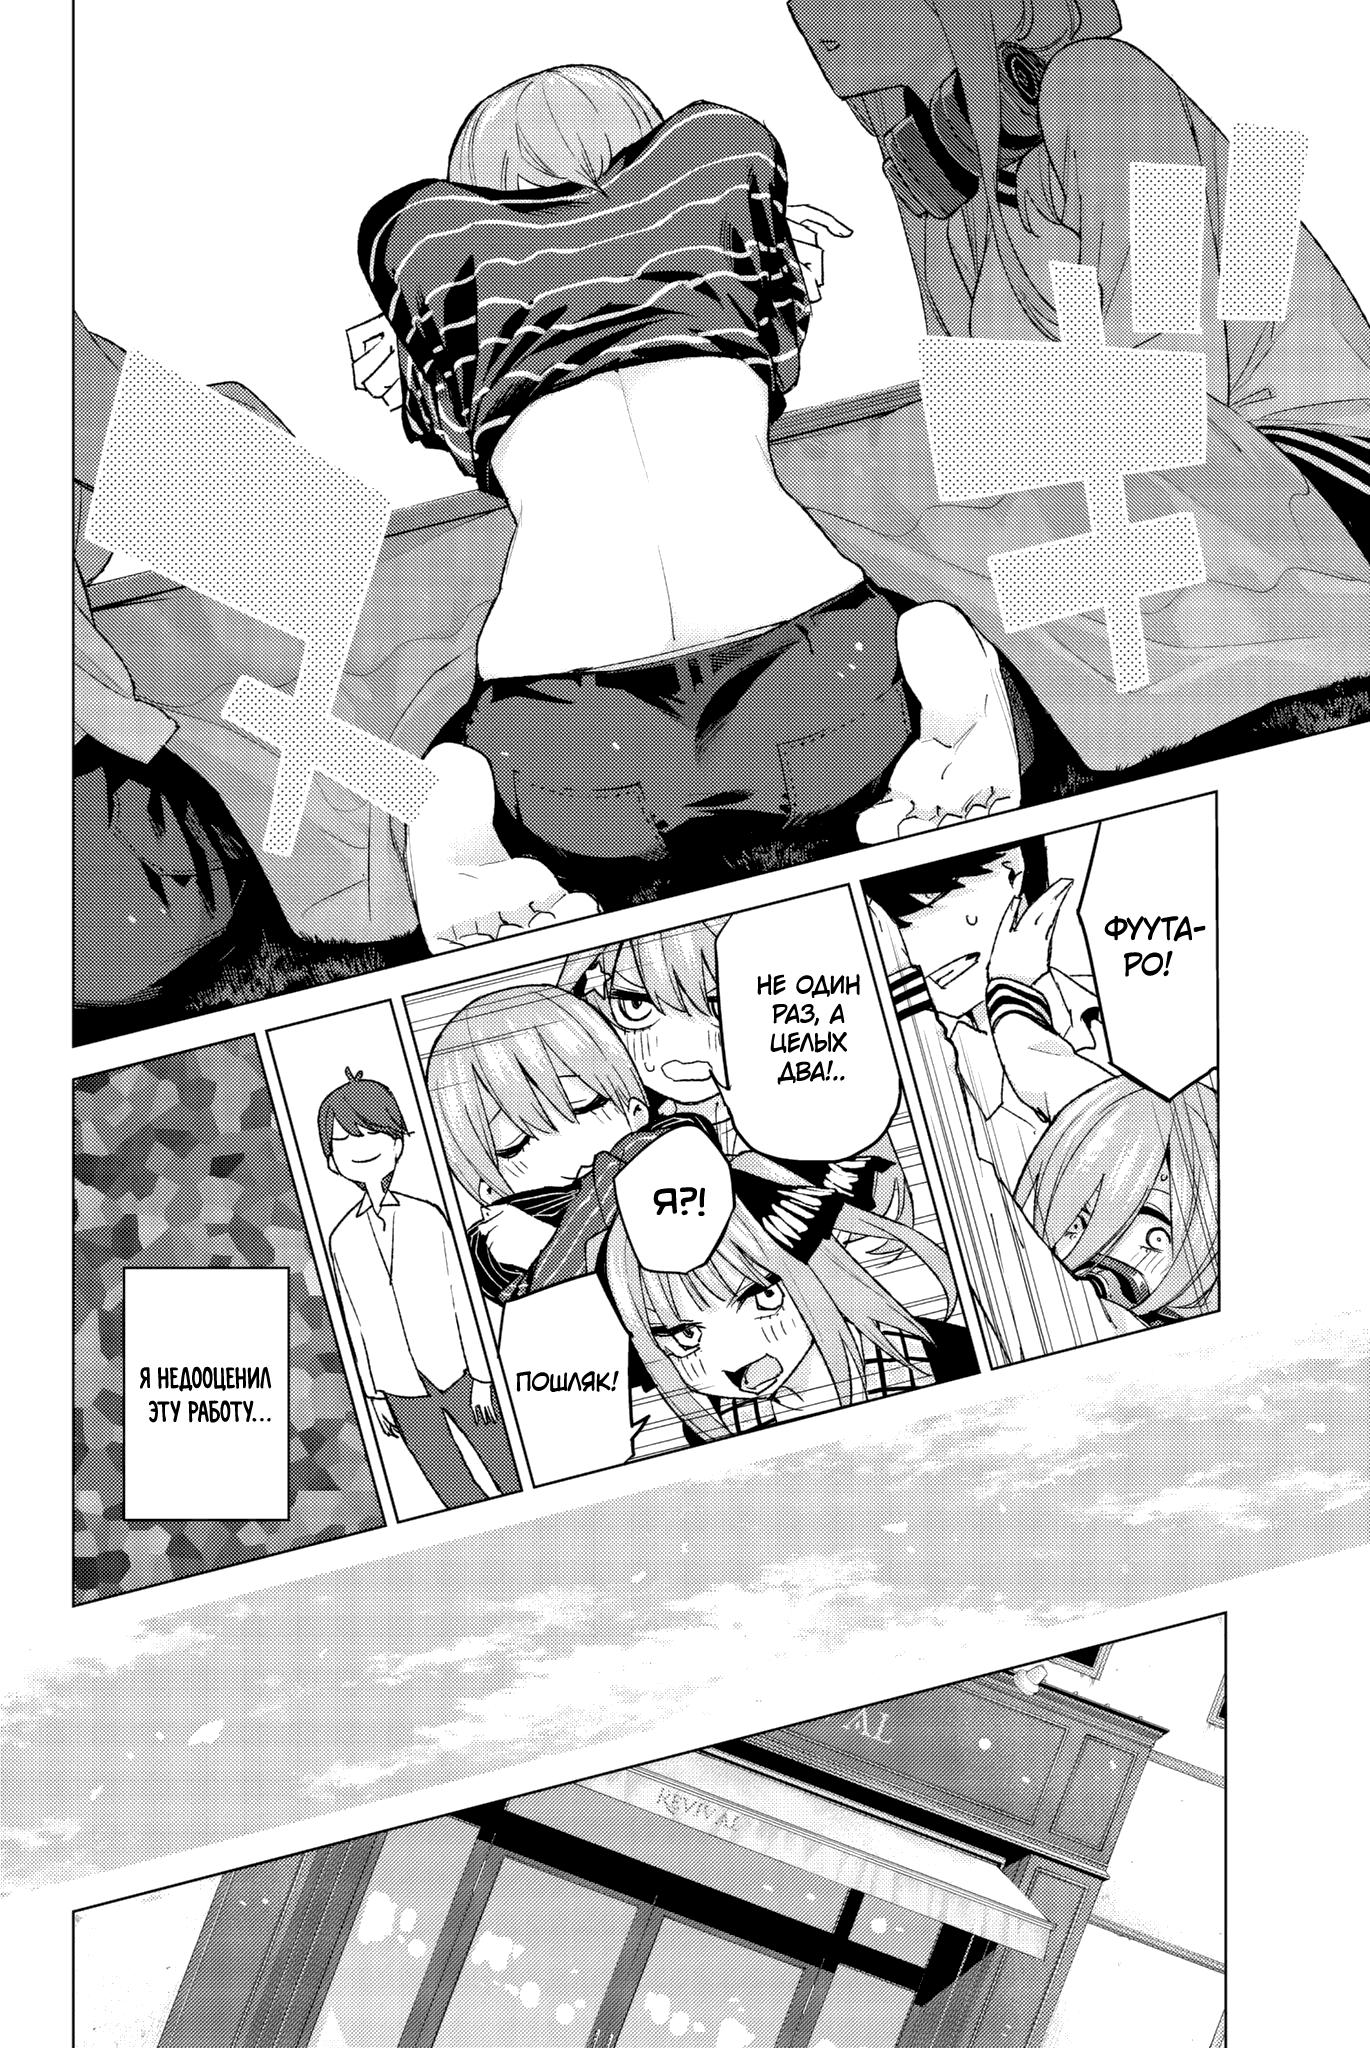 ФУУТА-
РО!
НЕ ОДИН
РАЗ, А
ЦЕЛЫХ
ДВА!..
Я?!
ПОШЛЯК!
Я НЕДООЦЕНИЛ
ЭТУ РАБОТУ...
REVIVAL